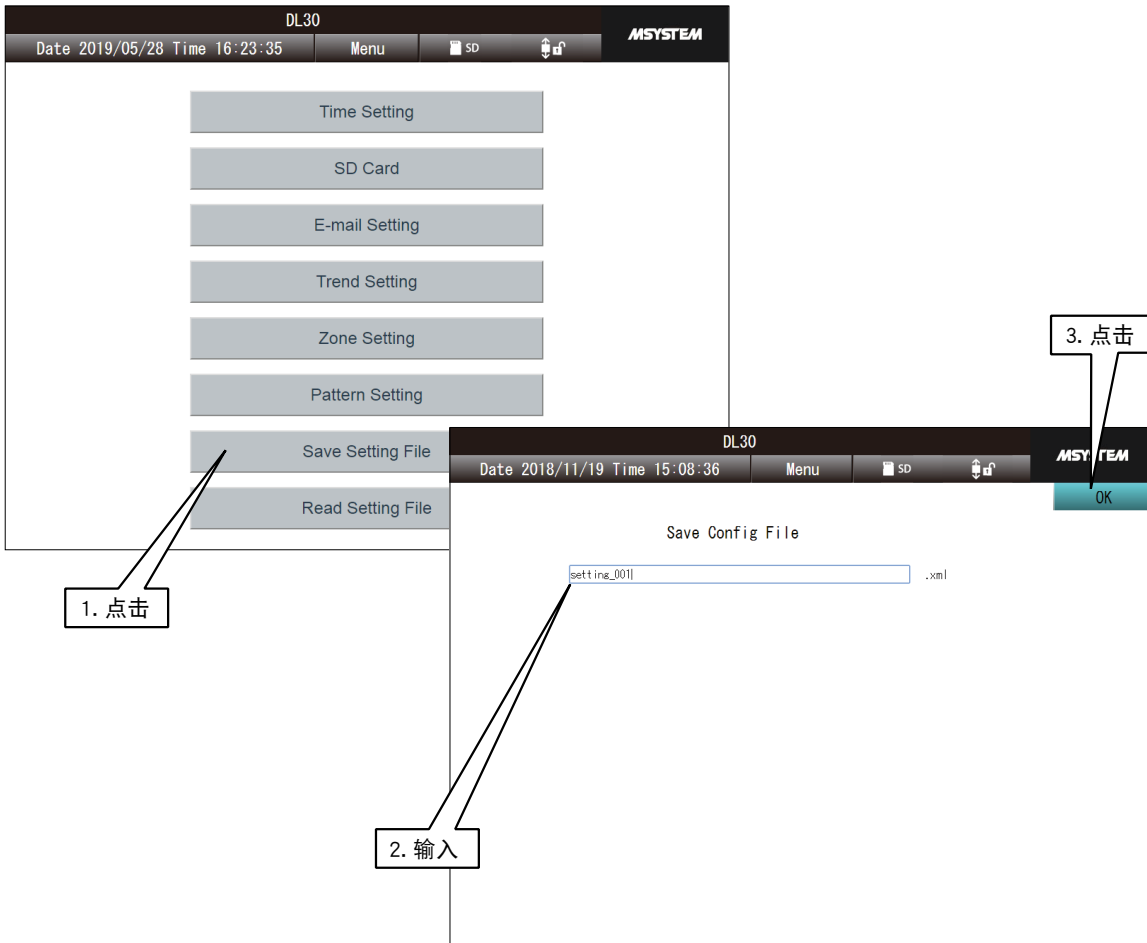 DL30
MSYSTEM
Date 2019/05/28 Time 16:23:35 Menu SD
Time Setting
SD Card
E-mail Setting
Trend Setting
Zone Setting
Pattern Setting
Save Setting File
Read Setting File
1. 点击
3. 点击
DL30
MSYSTEM
Date 2018/11/19 Time 15:08:36 Menu SD
OK
Save Config File
setting_001 .xml
2. 输入